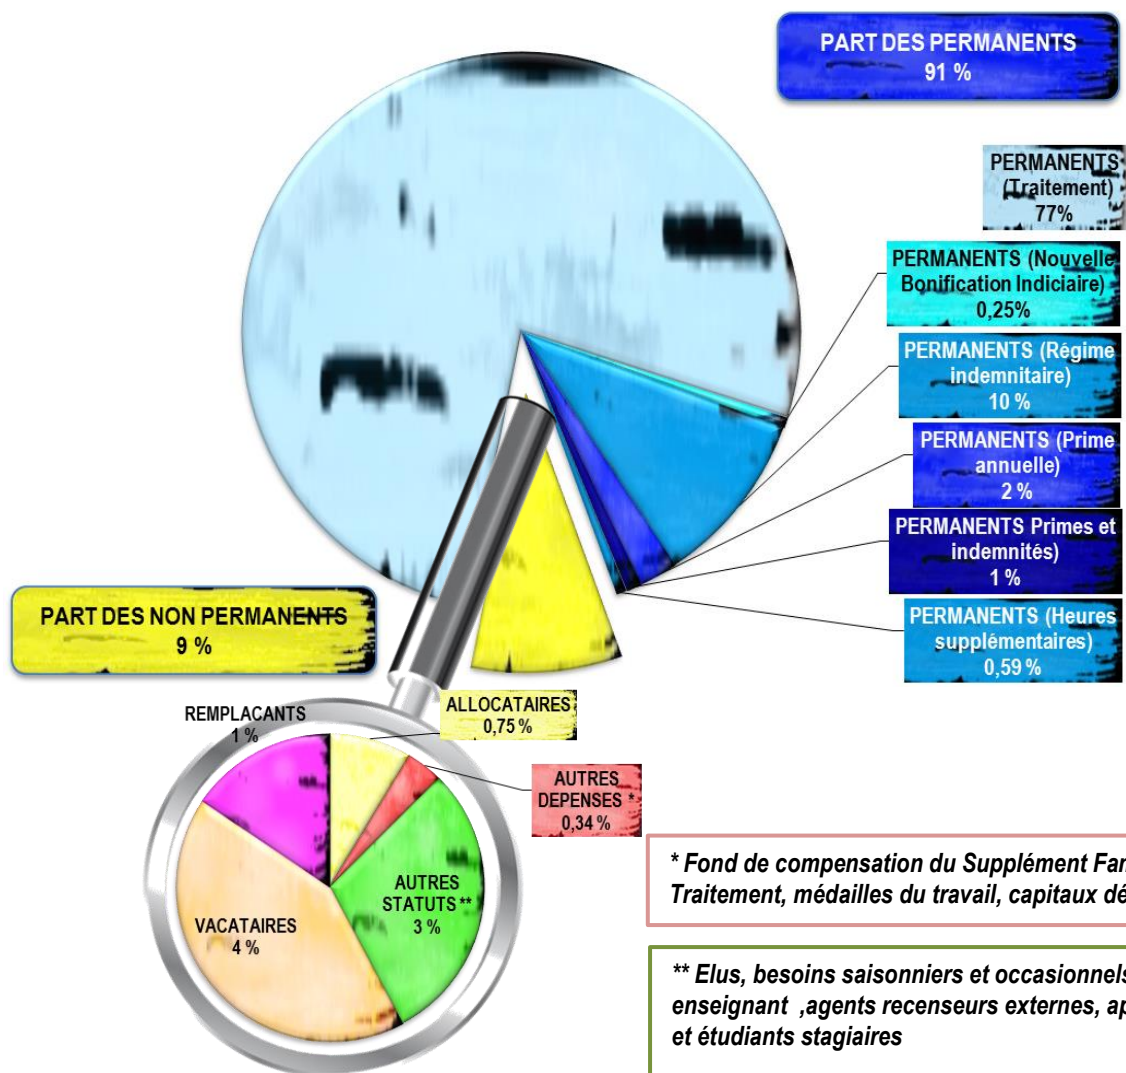 PART DES PERMANENTS
91 %
PERMANENTS
(Traitement)
77%
PERMANENTS (Nouvelle
Bonification Indiciaire)
0,25%
PERMANENTS (Régime
indemnitaire)
10 %
PERMANENTS (Prime
annuelle)
2 %
PERMANENTS Primes et
indemnités)
1 %
PERMANENTS (Heures
supplémentaires)
0,59 %
PART DES NON PERMANENTS
9 %
ALLOCATAIRES
0,75 %
REMPLACANTS
1 %
AUTRES
DEPENSES *
0,34 %
AUTRES
STATUTS **
3 %
VACATAIRES
4 %
* Fond de compensation du Supplément
Traitement, médailles du travail, capitaux
** Elus, besoins saisonniers et occasionnels
enseignant ,agents recenseurs externes,
et étudiants stagiaires